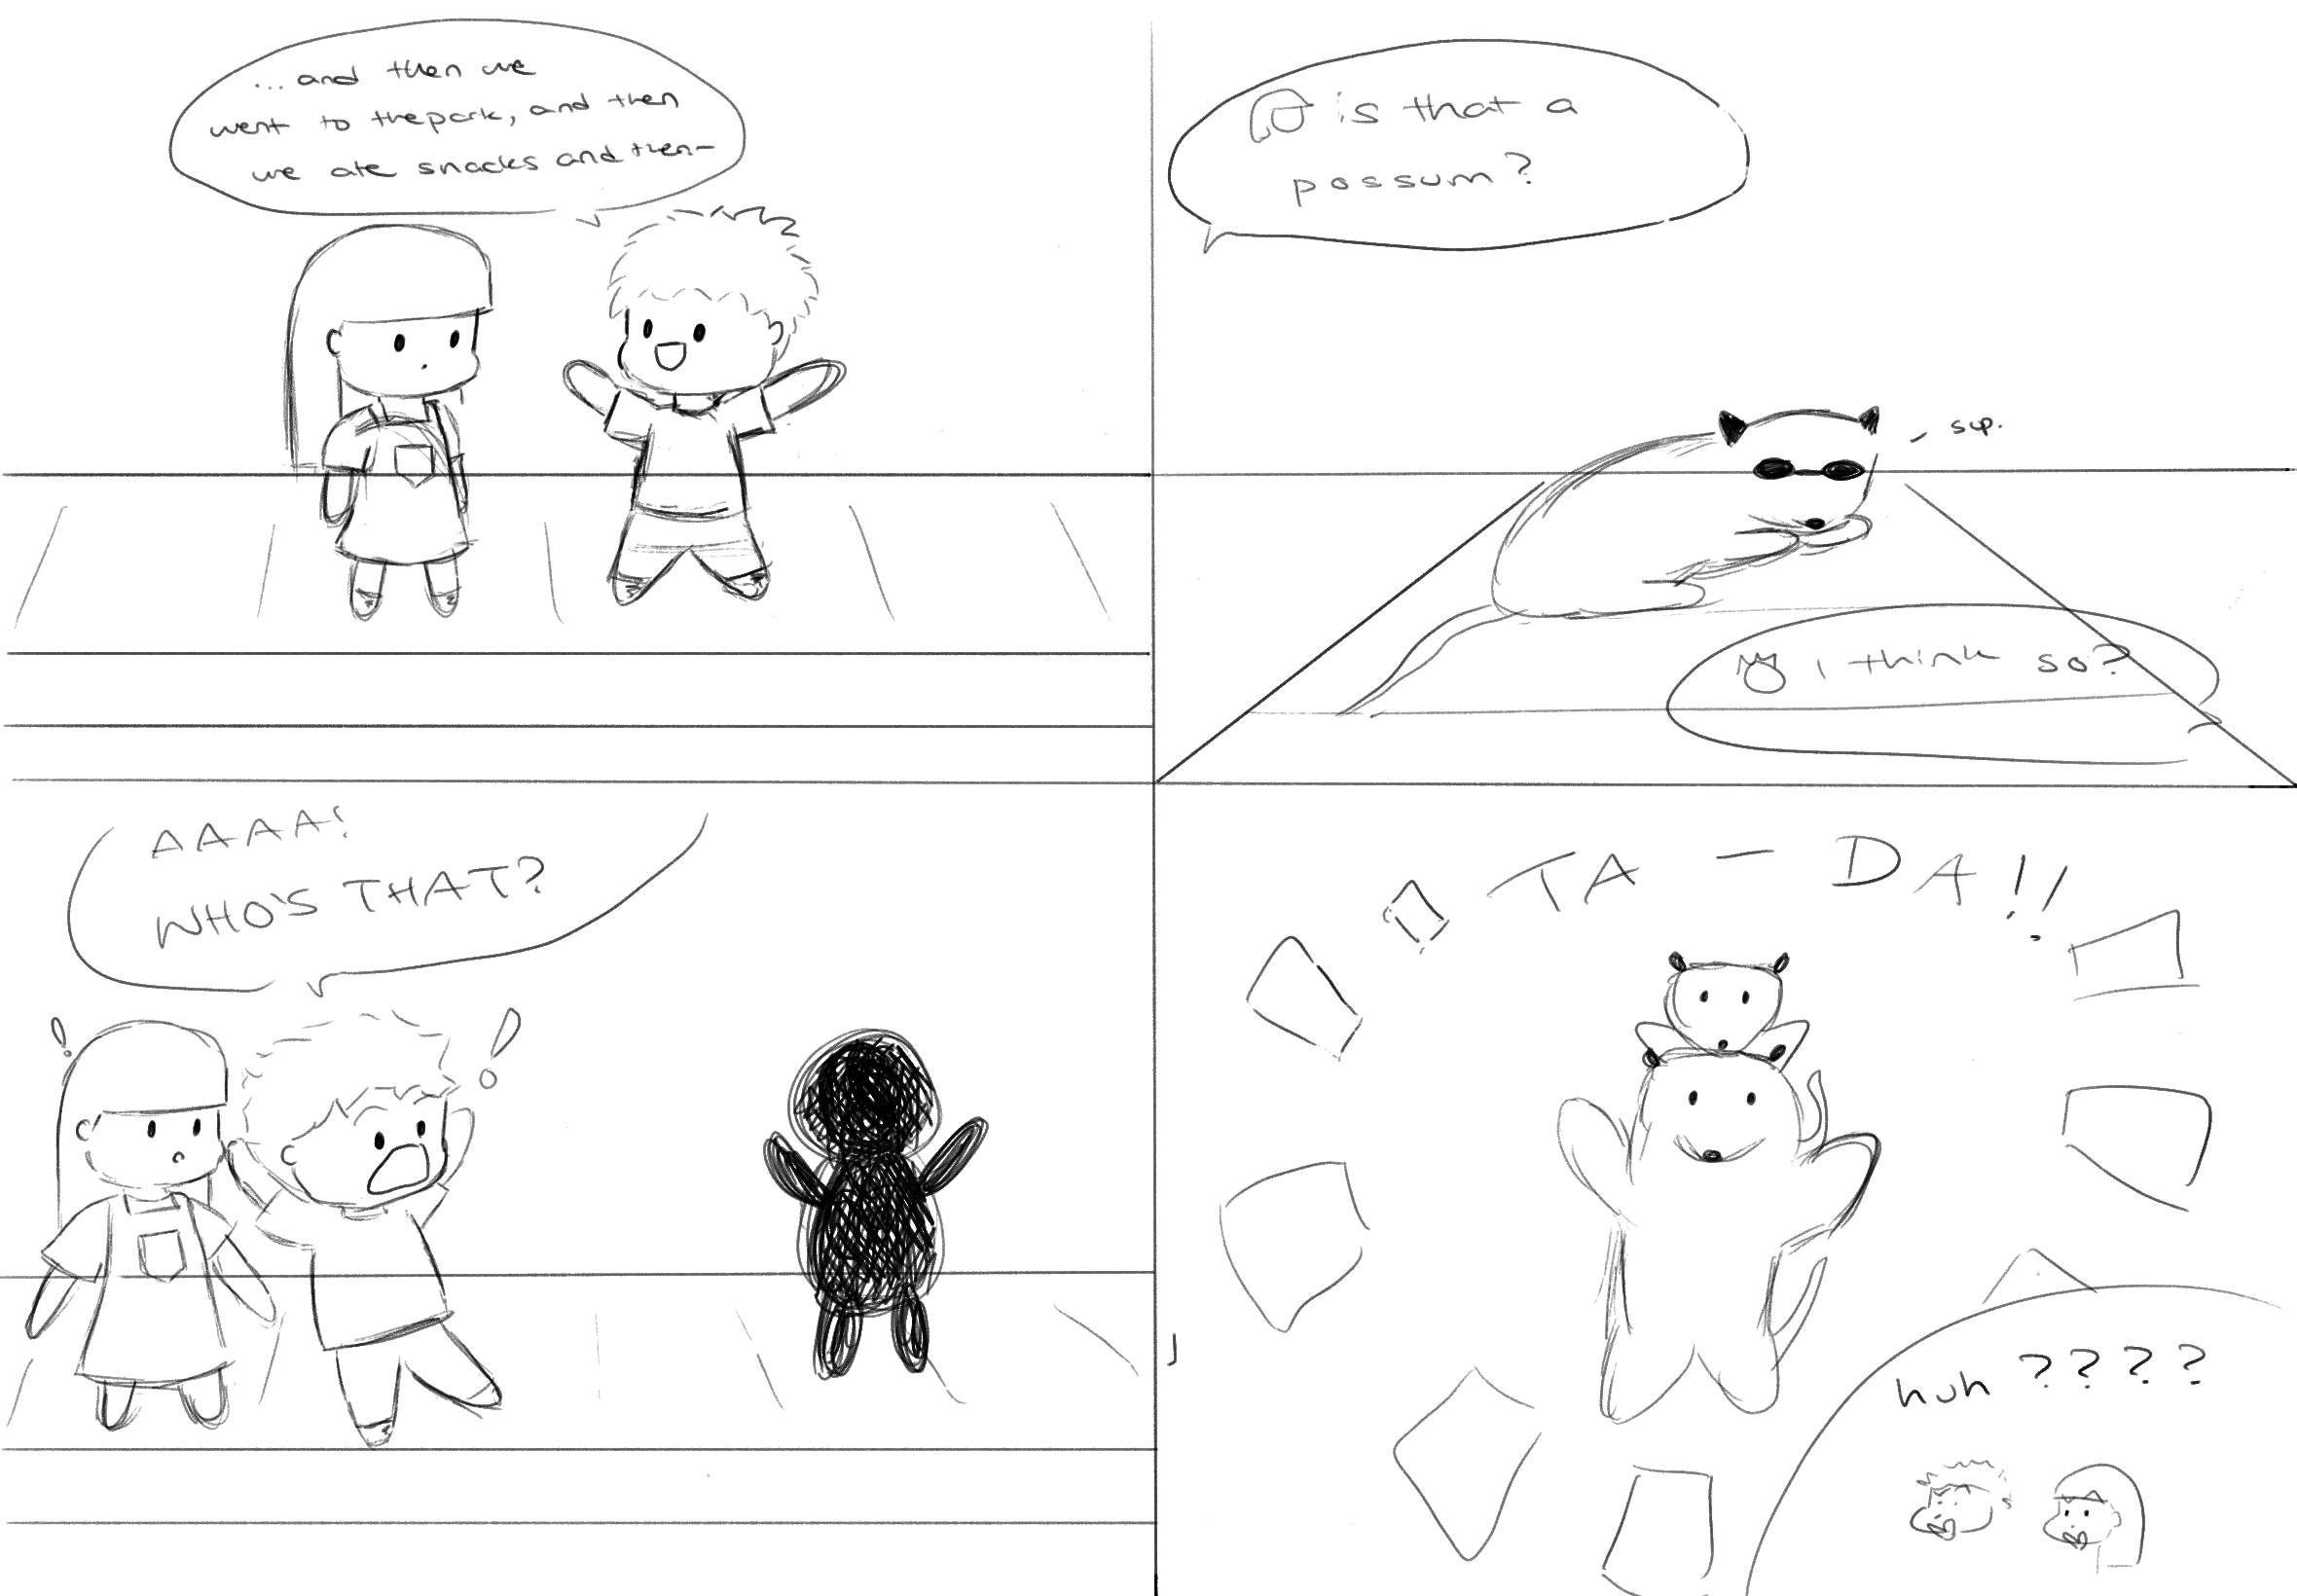 ...and then we
went to the park, and then
we ate snacks and then-
is that a
possum?
sup.
i think so?
AAAA!
WHO'S THAT?
TA - DA!!
huh ????